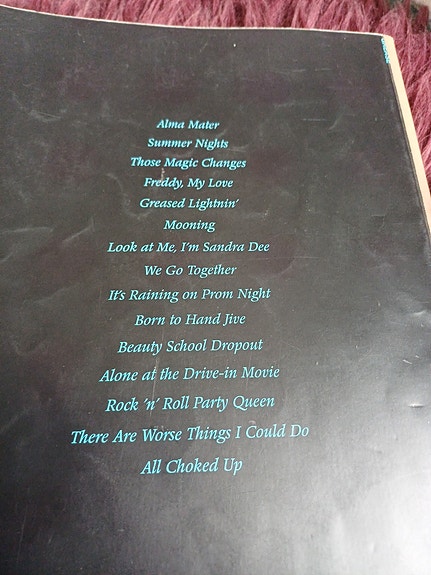 Alma Mater
Summer Nights
Those Magic Changes
Freddy, My Love
Greased Lightnin'
Mooning
Look at Me, I'm Sandra Dee
We Go Together
It's Raining on Prom Night
Born to Hand Jive
Beauty School Dropout
Alone at the Drive-in Movie
Rock 'n' Roll Party Queen
There Are Worse Things I Could Do
All Choked Up